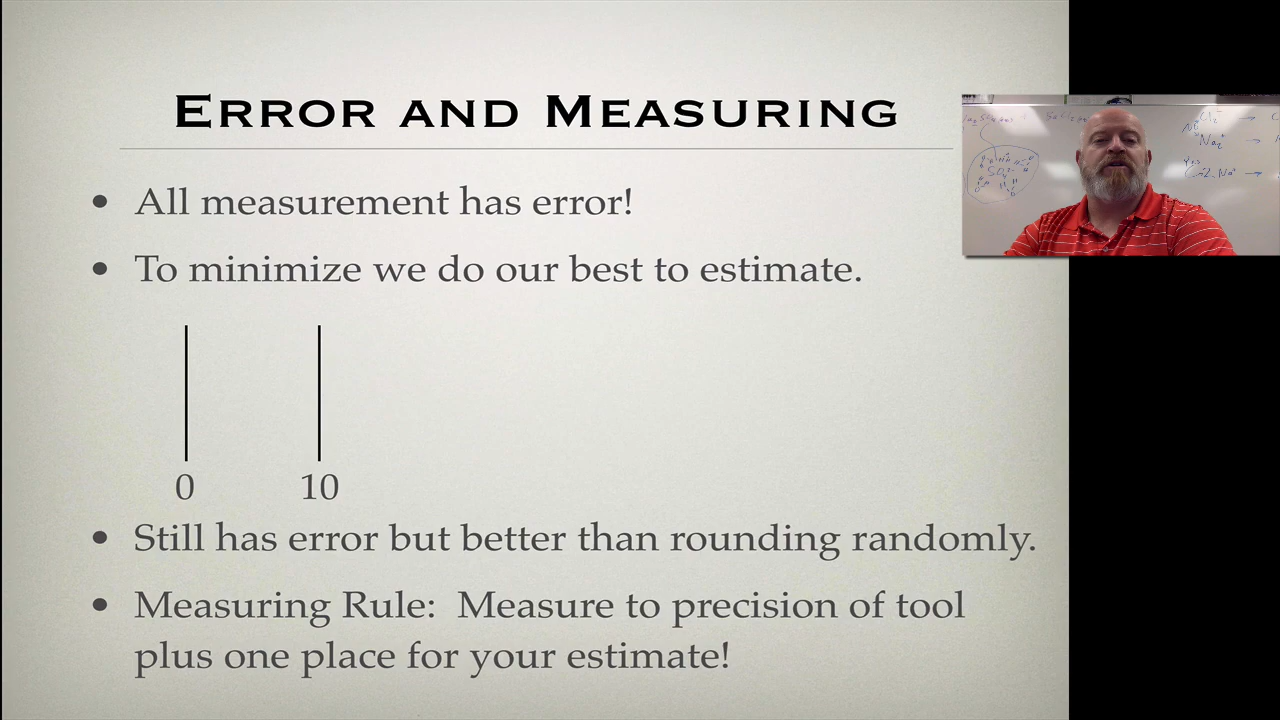 Error and Measuring
• All measurement has error!
• To minimize we do our best to estimate.
0 10
• Still has error but better than rounding randomly.
• Measuring Rule:  Measure to precision of tool
plus one place for your estimate!